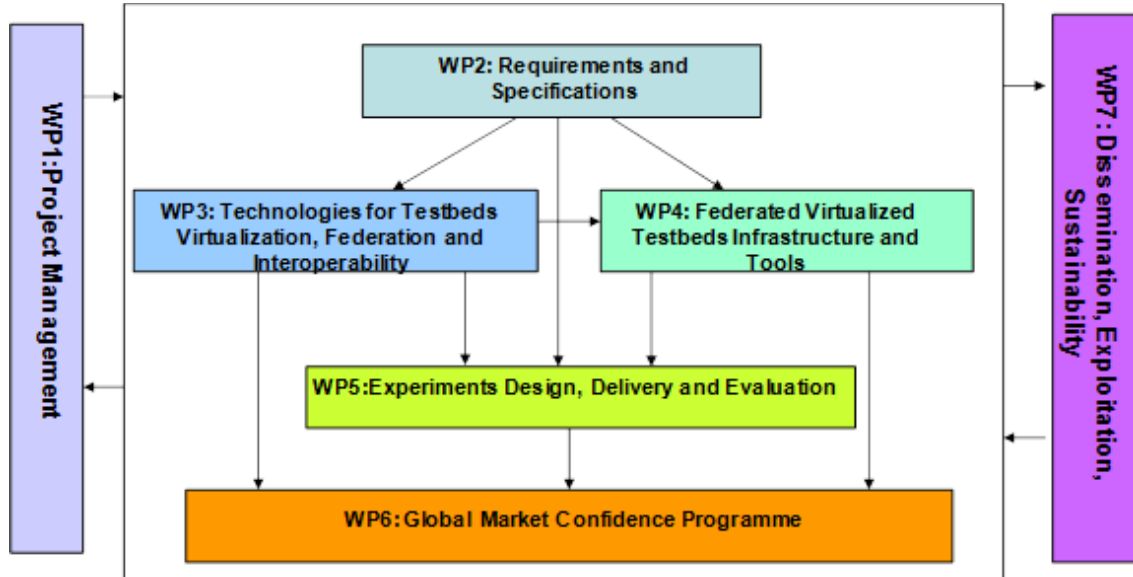 WP1:Project Management
WP2: Requirements and
Specifications
WP3: Technologies for Testbeds
Virtualization, Federation and
Interoperability
WP4: Federated Virtualized
Testbeds Infrastructure and
Tools
WP5:Experiments Design, Delivery and Evaluation
WP6:Global Market Confidence Programme
WP7: Dissemination, Exploitation,
Sustainability